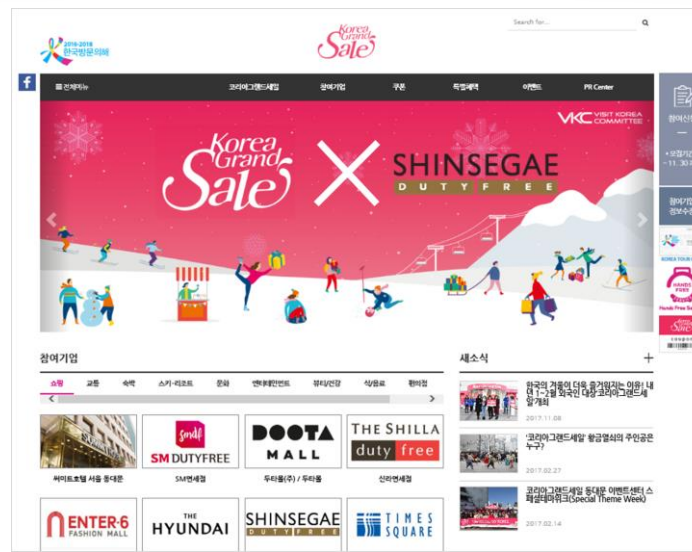 Search for...
2016-2018
한국방문의해
Korea
Grand
Sale
전체메뉴
코리아그랜드세일
참여기업
쿠폰
특별혜택
이벤트
PR Center
VKC VISIT KOREA
COMMITTEE
Korea
Grand
Sale
X
SHINSEGAE
DUTY FREE
참여신청
HANDS
FREE
참여기업
새소식
쇼핑
교통
숙박
스키·리조트
문화
엔터테인먼트
뷰티/건강
식/음료
편의점
smdf
SM DUTYFREE
DOOTA
MALL
THE SHILLA
duty free
써미트호텔 서울 동대문
SM면세점
두타몰(주) / 두타몰
신라면세점
ENTER·6
FASHION MALL
THE
HYUNDAI
SHINSEGAE
DUTY FREE
TIMES
SQUARE
한국의 겨울이 더욱 즐거워지는 이유! 내
년 1~2월 외국인 대상 '코리아그랜드세
일'개최
2017.11.08
'코리아그랜드세일' 황금열쇠의 주인공은
누구?
2017.02.27
코리아그랜드세일 동대문 이벤트센터 스
페셜테마위크(Special Theme Week)
2017.02.14